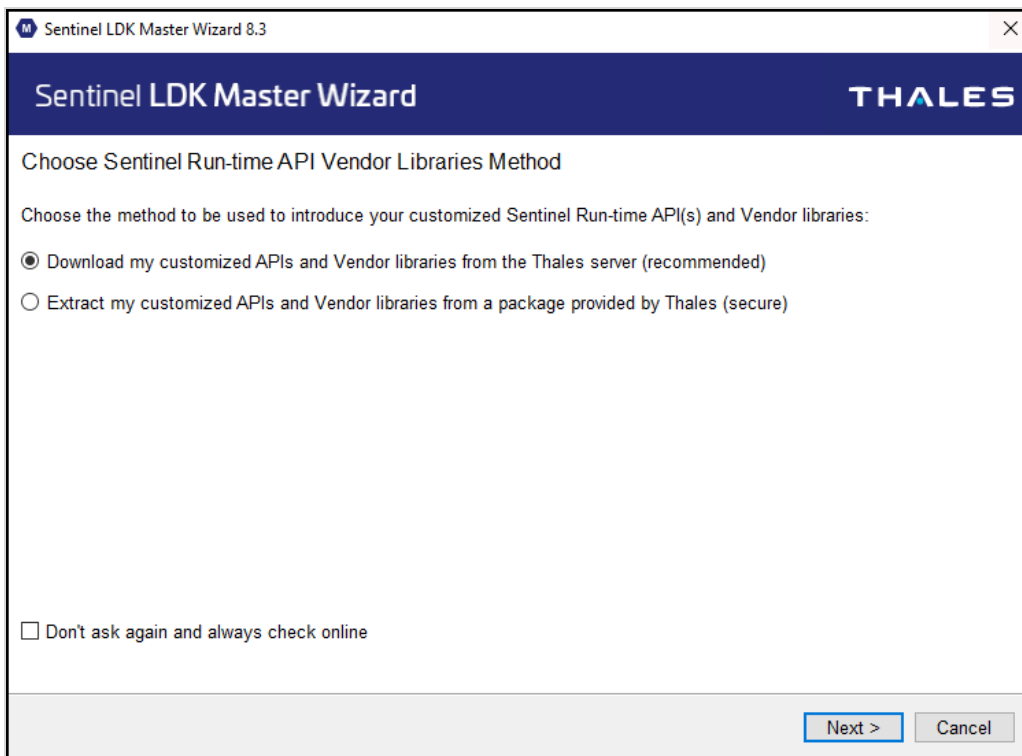 M Sentinel LDK Master Wizard 8.3
Sentinel LDK Master Wizard THALES
Choose Sentinel Run-time API Vendor Libraries Method
Choose the method to be used to introduce your customized Sentinel Run-time API(s) and Vendor libraries:
Download my customized APIs and Vendor libraries from the Thales server (recommended)
Extract my customized APIs and Vendor libraries from a package provided by Thales (secure)
Don't ask again and always check online
Next > Cancel